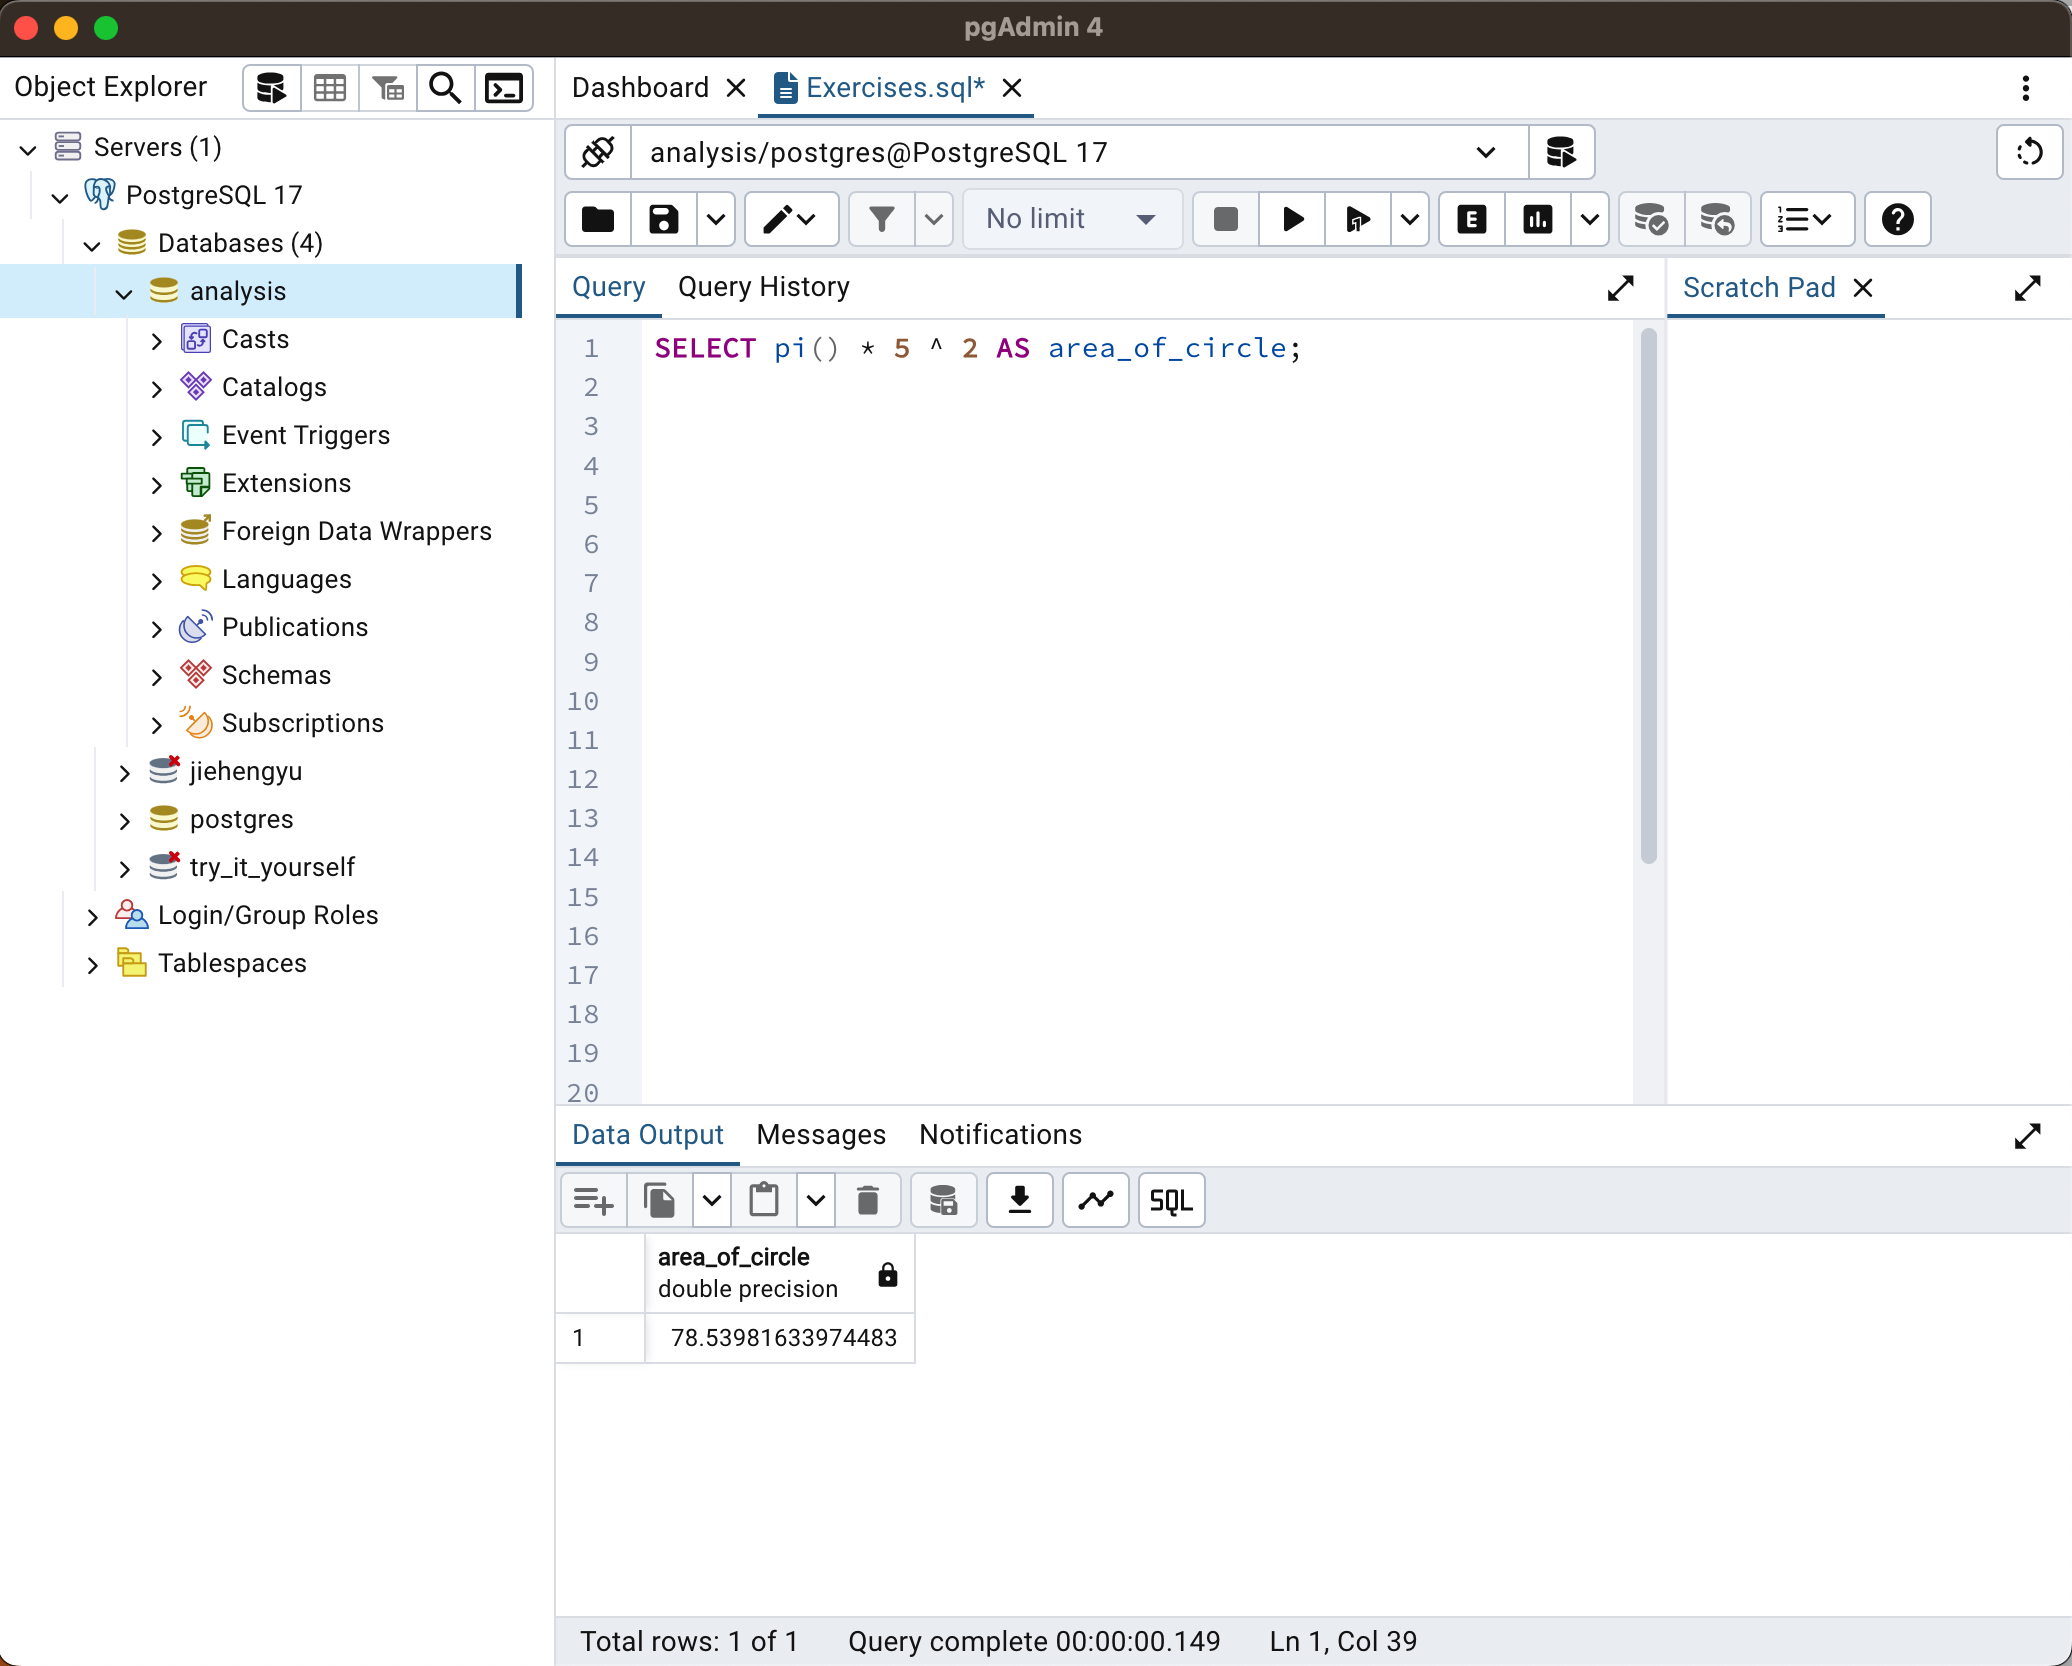 pgAdmin 4
Object Explorer
Dashboard
Exercises.sql*
Servers (1)
PostgreSQL 17
Databases (4)
analysis
Casts
Catalogs
Event Triggers
Extensions
Foreign Data Wrappers
Languages
Publications
Schemas
Subscriptions
jiehengyu
postgres
try_it_yourself
Login/Group Roles
Tablespaces
analysis/postgres@PostgreSQL 17
No limit
E
Query
Query History
Scratch Pad
1 SELECT pi() * 5 ^ 2 AS area_of_circle;
2
3
4
5
6
7
8
9
10
11
12
13
14
15
16
17
18
19
20
Data Output
Messages
Notifications
SQL
area_of_circle
double precision
1 78.53981633974483
Total rows: 1 of 1
Query complete 00:00:00.149
Ln 1, Col 39